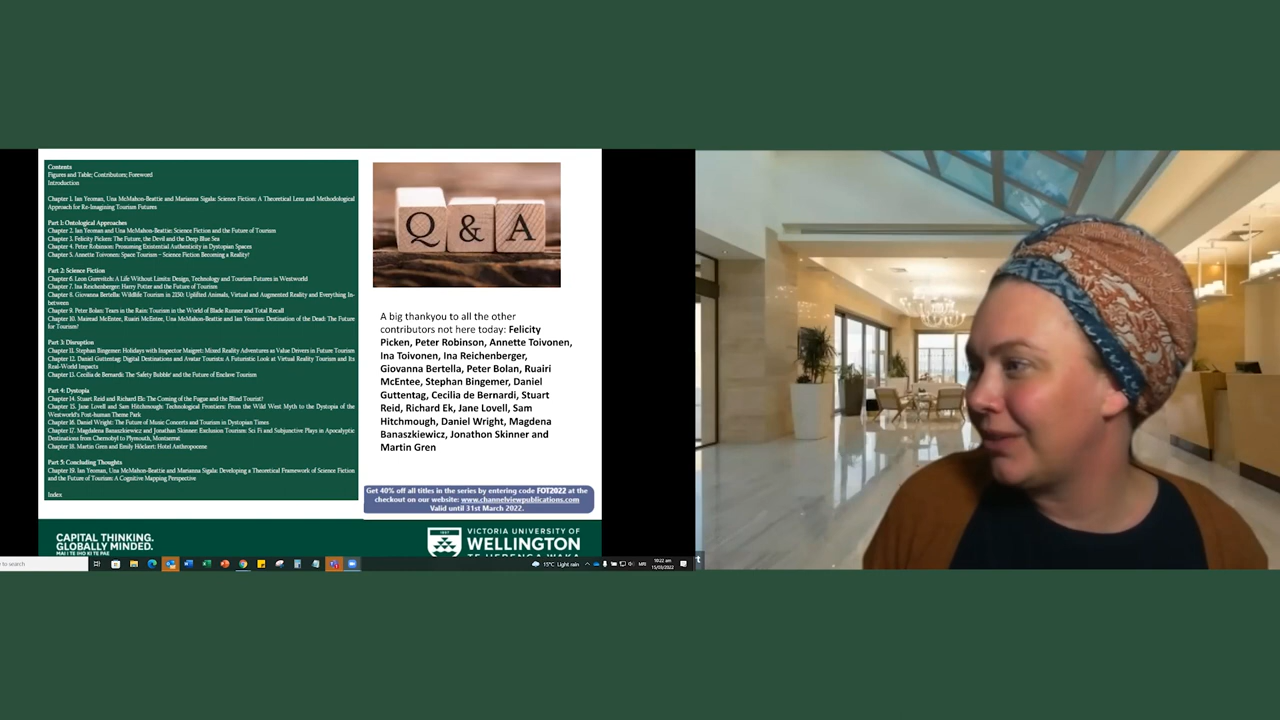 Contents
Figures and Table; Contributors; Foreword
Introduction
Chapter 1. Ian Yeoman, Una McMahon-Beattie and Marianna Sigala: Science Fiction: A Theoretical Lens and Methodological
Approach for Re-Imagining Tourism Futures
Part 1: Ontological Approaches
Chapter 2. Ian Yeoman and Una McMahon-Beattie: Science Fiction and the Future of Tourism
Chapter 3. Felicity Picken: The Future, the Devil and the Deep Blue Sea
Chapter 4. Peter Robinson: Presuming Existential Authenticity in Dystopian Spaces
Chapter 5. Annette Toivonen: Space Tourism – Science Fiction Becoming a Reality?
Part 2: Science Fiction
Chapter 6. Leon Gurevitch: A Life Without Limits: Design, Technology and Tourism Futures in Westworld
Chapter 7. Ina Reichenberger: Harry Potter and the Future of Tourism
Chapter 8. Giovanna Bertella: Wildlife Tourism in 2150: Uplifted Animals, Virtual and Augmented Reality and Everything In-
between
Chapter 9. Peter Bolan: Tears in the Rain: Tourism in the World of Blade Runner and Total Recall
Chapter 10. Mairead McEntee, Ruairi McEntee, Una McMahon-Beattie and Ian Yeoman: Destination of the Dead: The Future
for Tourism?
Part 3: Disruption
Chapter 11. Stephan Bingemer: Holidays with Inspector Maigret: Mixed Reality Adventures as Value Drivers in Future Tourism
Chapter 12. Daniel Guttentag: Digital Destinations and Avatar Tourists: A Futuristic Look at Virtual Reality Tourism and Its
Real-World Impacts
Chapter 13. Cecilia de Bernardi: The 'Safety Bubble' and the Future of Enclave Tourism
Part 4: Dystopia
Chapter 14. Stuart Reid and Richard Ek: The Coming of the Fugue and the Blind Tourist?
Chapter 15. Jane Lovell and Sam Hitchmough: Technological Frontiers: From the Wild West Myth to the Dystopia of the
Westworld's Post-human Theme Park
Chapter 16. Daniel Wright: The Future of Music Concerts and Tourism in Dystopian Times
Chapter 17. Magdalena Banaszkiewicz and Jonathan Skinner: Exclusion Tourism: Sci Fi and Subjunctive Plays in Apocalyptic
Destinations from Chernobyl to Plymouth, Montserrat
Chapter 18. Martin Gren and Emily Höckert: Hotel Anthropocene
Part 5: Concluding Thoughts
Chapter 19. Ian Yeoman, Una McMahon-Beattie and Marianna Sigala: Developing a Theoretical Framework of Science Fiction
and the Future of Tourism: A Cognitive Mapping Perspective
Index
Q & A
A big thankyou to all the other
contributors not here today: Felicity
Picken, Peter Robinson, Annette Toivonen,
Ina Toivonen, Ina Reichenberger,
Giovanna Bertella, Peter Bolan, Ruairi
McEntee, Stephan Bingemer, Daniel
Guttentag, Cecilia de Bernardi, Stuart
Reid, Richard Ek, Jane Lovell, Sam
Hitchmough, Daniel Wright, Magdena
Banaszkiewicz, Jonathon Skinner and
Martin Gren
Get 40% off all titles in the series by entering code FOT2022 at the
checkout on our website: www.channelviewpublications.com
Valid until 31st March 2022.
CAPITAL THINKING.
GLOBALLY MINDED.
MAI I TE IHO KI TE PAE
VICTORIA UNIVERSITY OF
WELLINGTON
TE HERENGA WAKA
to search
15°C Light rain
10:22 am
15/03/2022